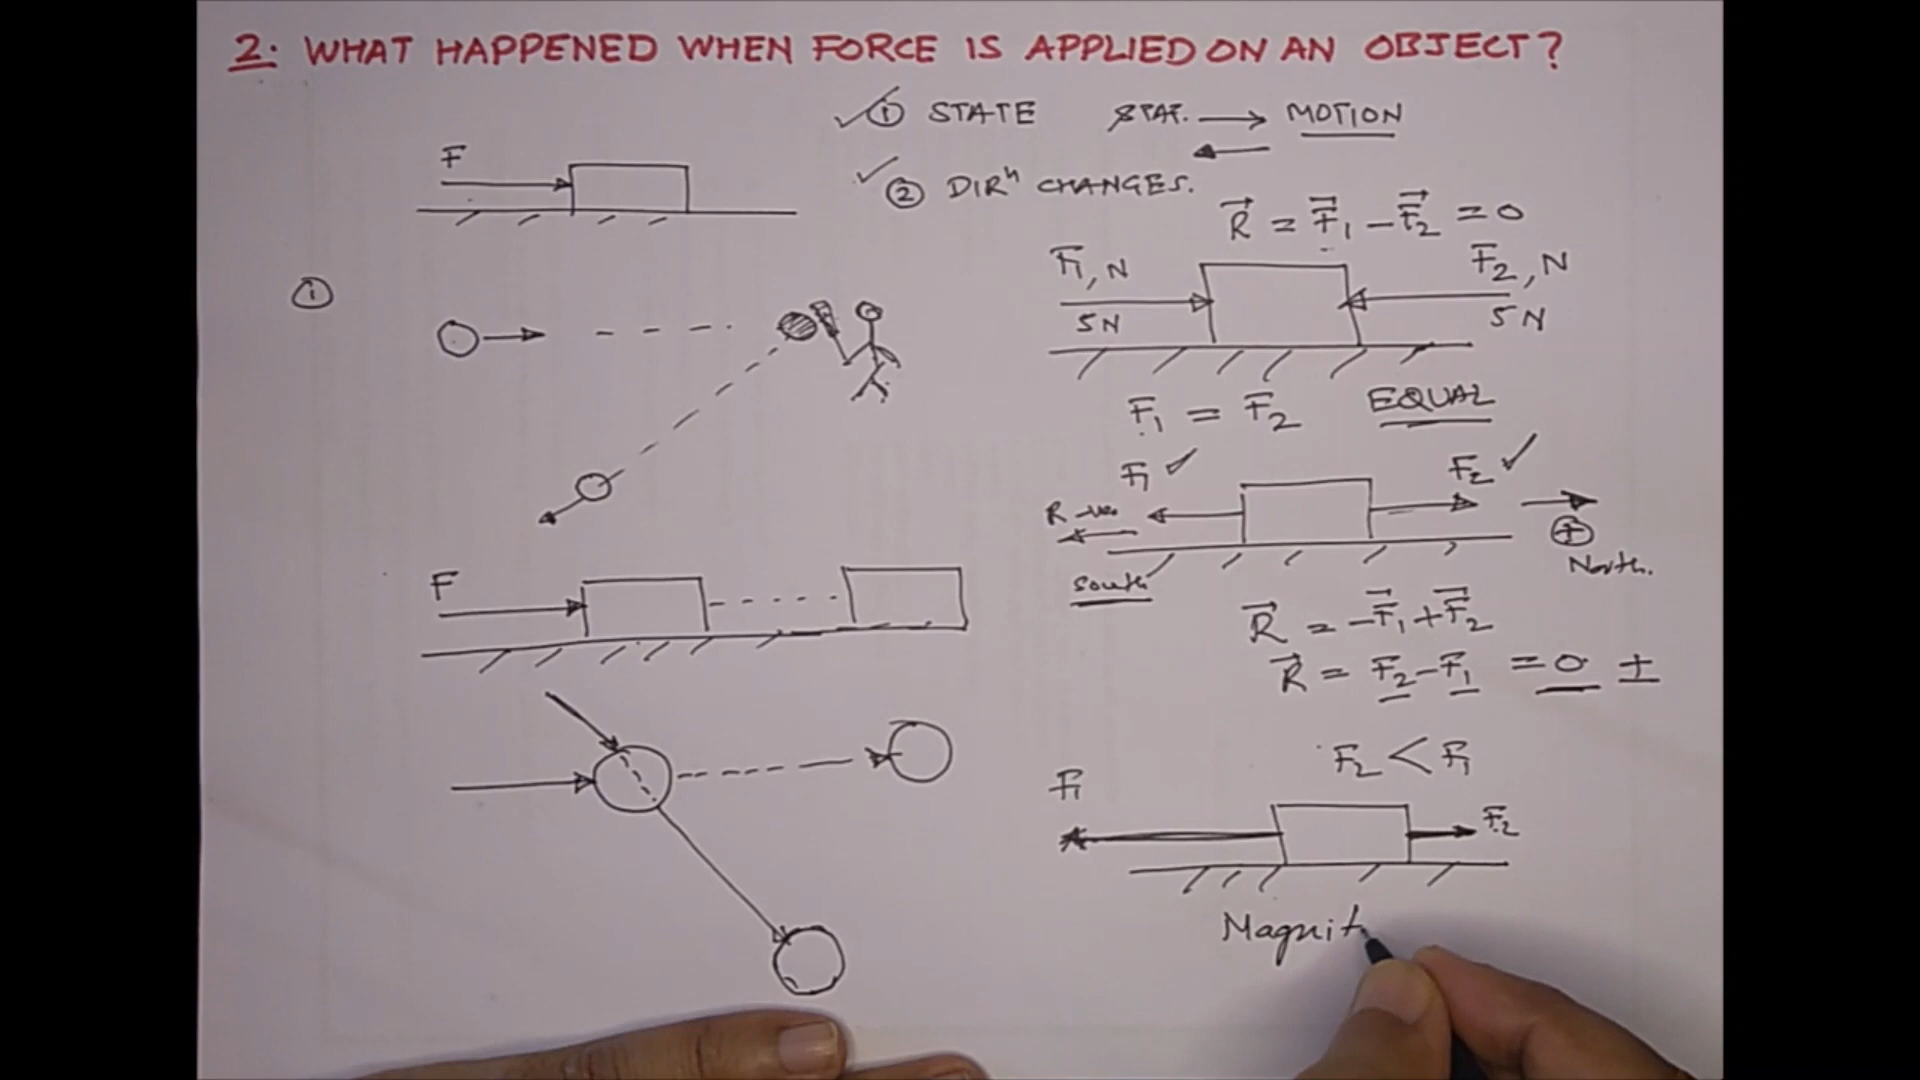 2. WHAT HAPPENED WHEN FORCE IS APPLIED ON AN OBJECT?
① STATE STAT. → MOTION
② DIRⁿ CHANGES.
F
R = F₁ - F₂ = 0
F₁, N
F₂, N
5N
5N
①
F₁ = F₂ EQUAL
F₁
F₂
R -ve
+
South
North.
F
R = -F₁ + F₂
R = F₂ - F₁ = 0 ±
F₂ < F₁
F₁
F₂
Magnit